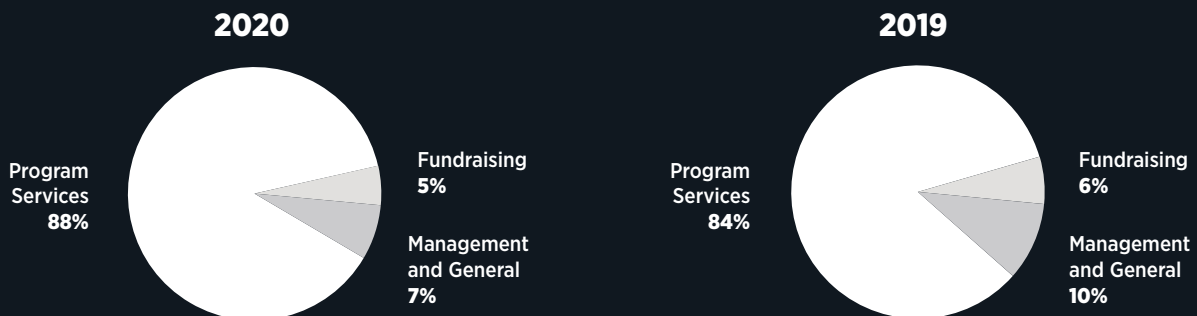 2020
Program
Services
88%
Fundraising
5%
Management
and General
7%
2019
Program
Services
84%
Fundraising
6%
Management
and General
10%